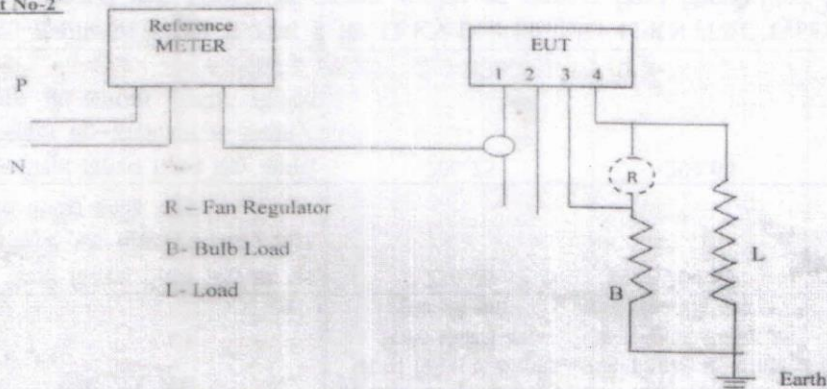 t No-2
Reference
METER
EUT
1 2 3 4
P
N
R
R – Fan Regulator
B- Bulb Load
L- Load
B
L
Earth